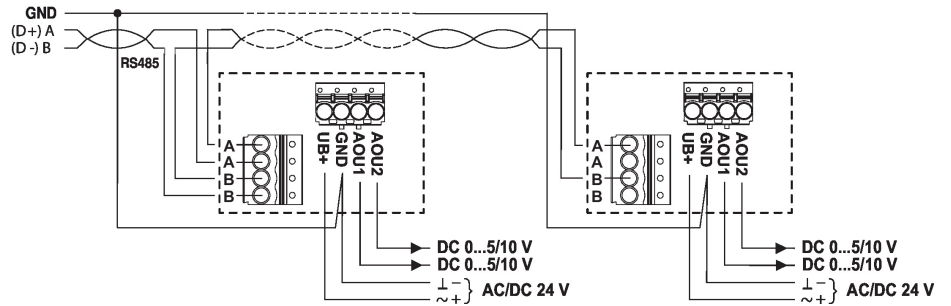 GND
(D+) A
(D -) B
RS485
A
A
B
B
UB+
GND
AOU1
AOU2
DC 0...5/10 V
DC 0...5/10 V
⊥ −
~ +
} AC/DC 24 V
A
A
B
B
UB+
GND
AOU1
AOU2
DC 0...5/10 V
DC 0...5/10 V
⊥ −
~ +
} AC/DC 24 V